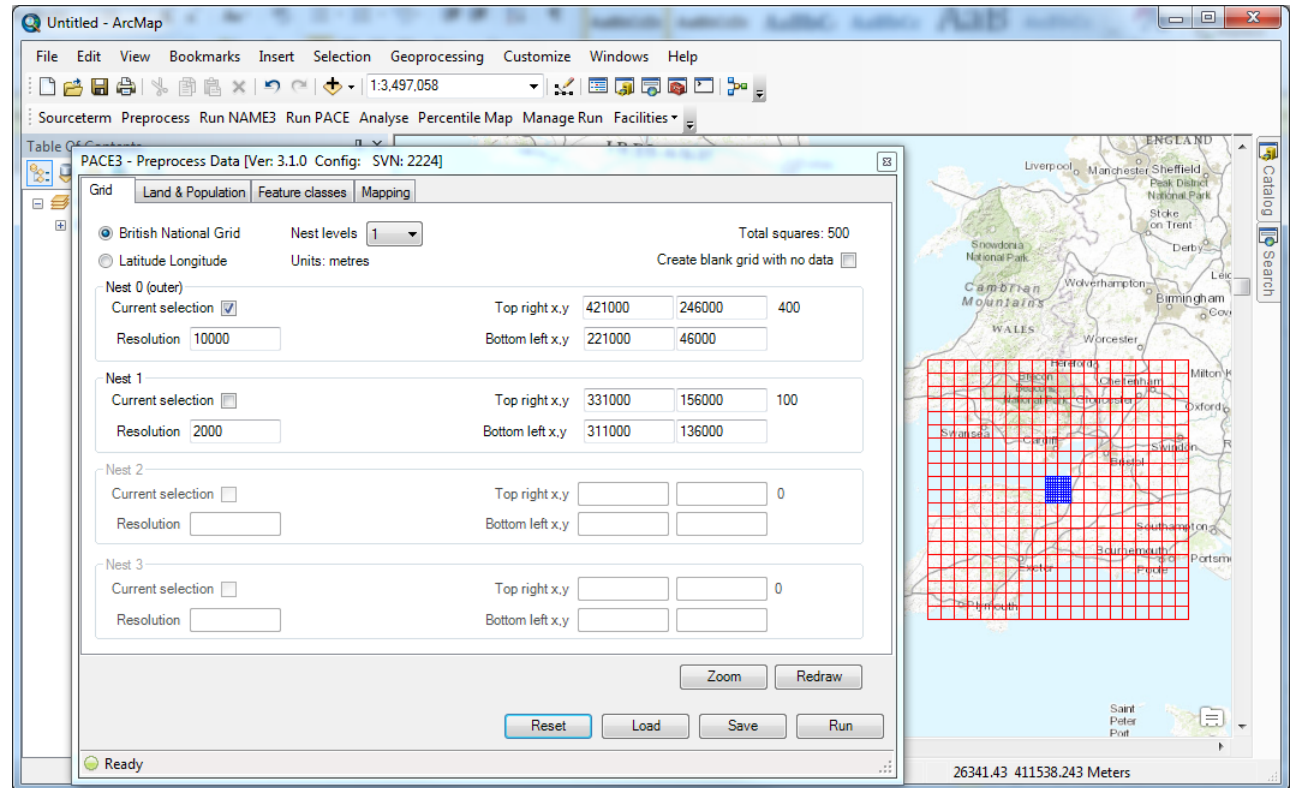 Untitled - ArcMap
File Edit View Bookmarks Insert Selection Geoprocessing Customize Windows Help
1:3,497,058
Sourceterm Preprocess Run NAME3 Run PACE Analyse Percentile Map Manage Run Facilities
Table Of Contents
PACE3 - Preprocess Data [Ver: 3.1.0 Config: SVN: 2224]
Grid Land & Population Feature classes Mapping
British National Grid Nest levels 1 Total squares: 500
Latitude Longitude Units: metres Create blank grid with no data
Nest 0 (outer)
Current selection Top right x,y 421000 246000 400
Resolution 10000 Bottom left x,y 221000 46000
Nest 1
Current selection Top right x,y 331000 156000 100
Resolution 2000 Bottom left x,y 311000 136000
Nest 2
Current selection Top right x,y 0
Resolution Bottom left x,y
Nest 3
Current selection Top right x,y 0
Resolution Bottom left x,y
Zoom Redraw
Reset Load Save Run
Ready
ENGLAND
Liverpool Manchester Sheffield
Peak District
National Park
Stoke
on Trent
Snowdonia
National Park
Derby
Leic
Cambrian
Mountains
Wolverhampton
Birmingham
Cov
WALES
Worcester
Hereford
Milton K
Brecon
Beacons
National Park
Cheltenham
Gloucester
Oxford
Swansea
Cardiff
Swindon
R
Bristol
Southampton
Bournemouth
Portsm
Exeter
Poole
Plymouth
Saint
Peter
Port
Catalog
Search
26341.43 411538.243 Meters